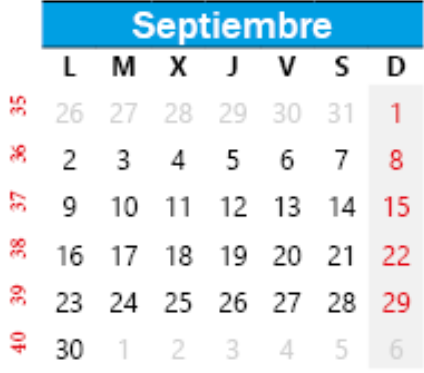 Septiembre
L M X J V S D
35 26 27 28 29 30 31 1
36 2 3 4 5 6 7 8
37 9 10 11 12 13 14 15
38 16 17 18 19 20 21 22
39 23 24 25 26 27 28 29
40 30 1 2 3 4 5 6